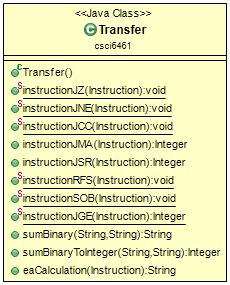 <<Java Class>>
Transfer
csci6461
Transfer()
instructionJZ(Instruction):void
instructionJNE(Instruction):void
instructionJCC(Instruction):void
instructionJMA(Instruction):Integer
instructionJSR(Instruction):Integer
instructionRFS(Instruction):void
instructionSOB(Instruction):void
instructionJGE(Instruction):Integer
sumBinary(String,String):String
sumBinaryToInteger(String,String):Integer
eaCalculation(Instruction):String